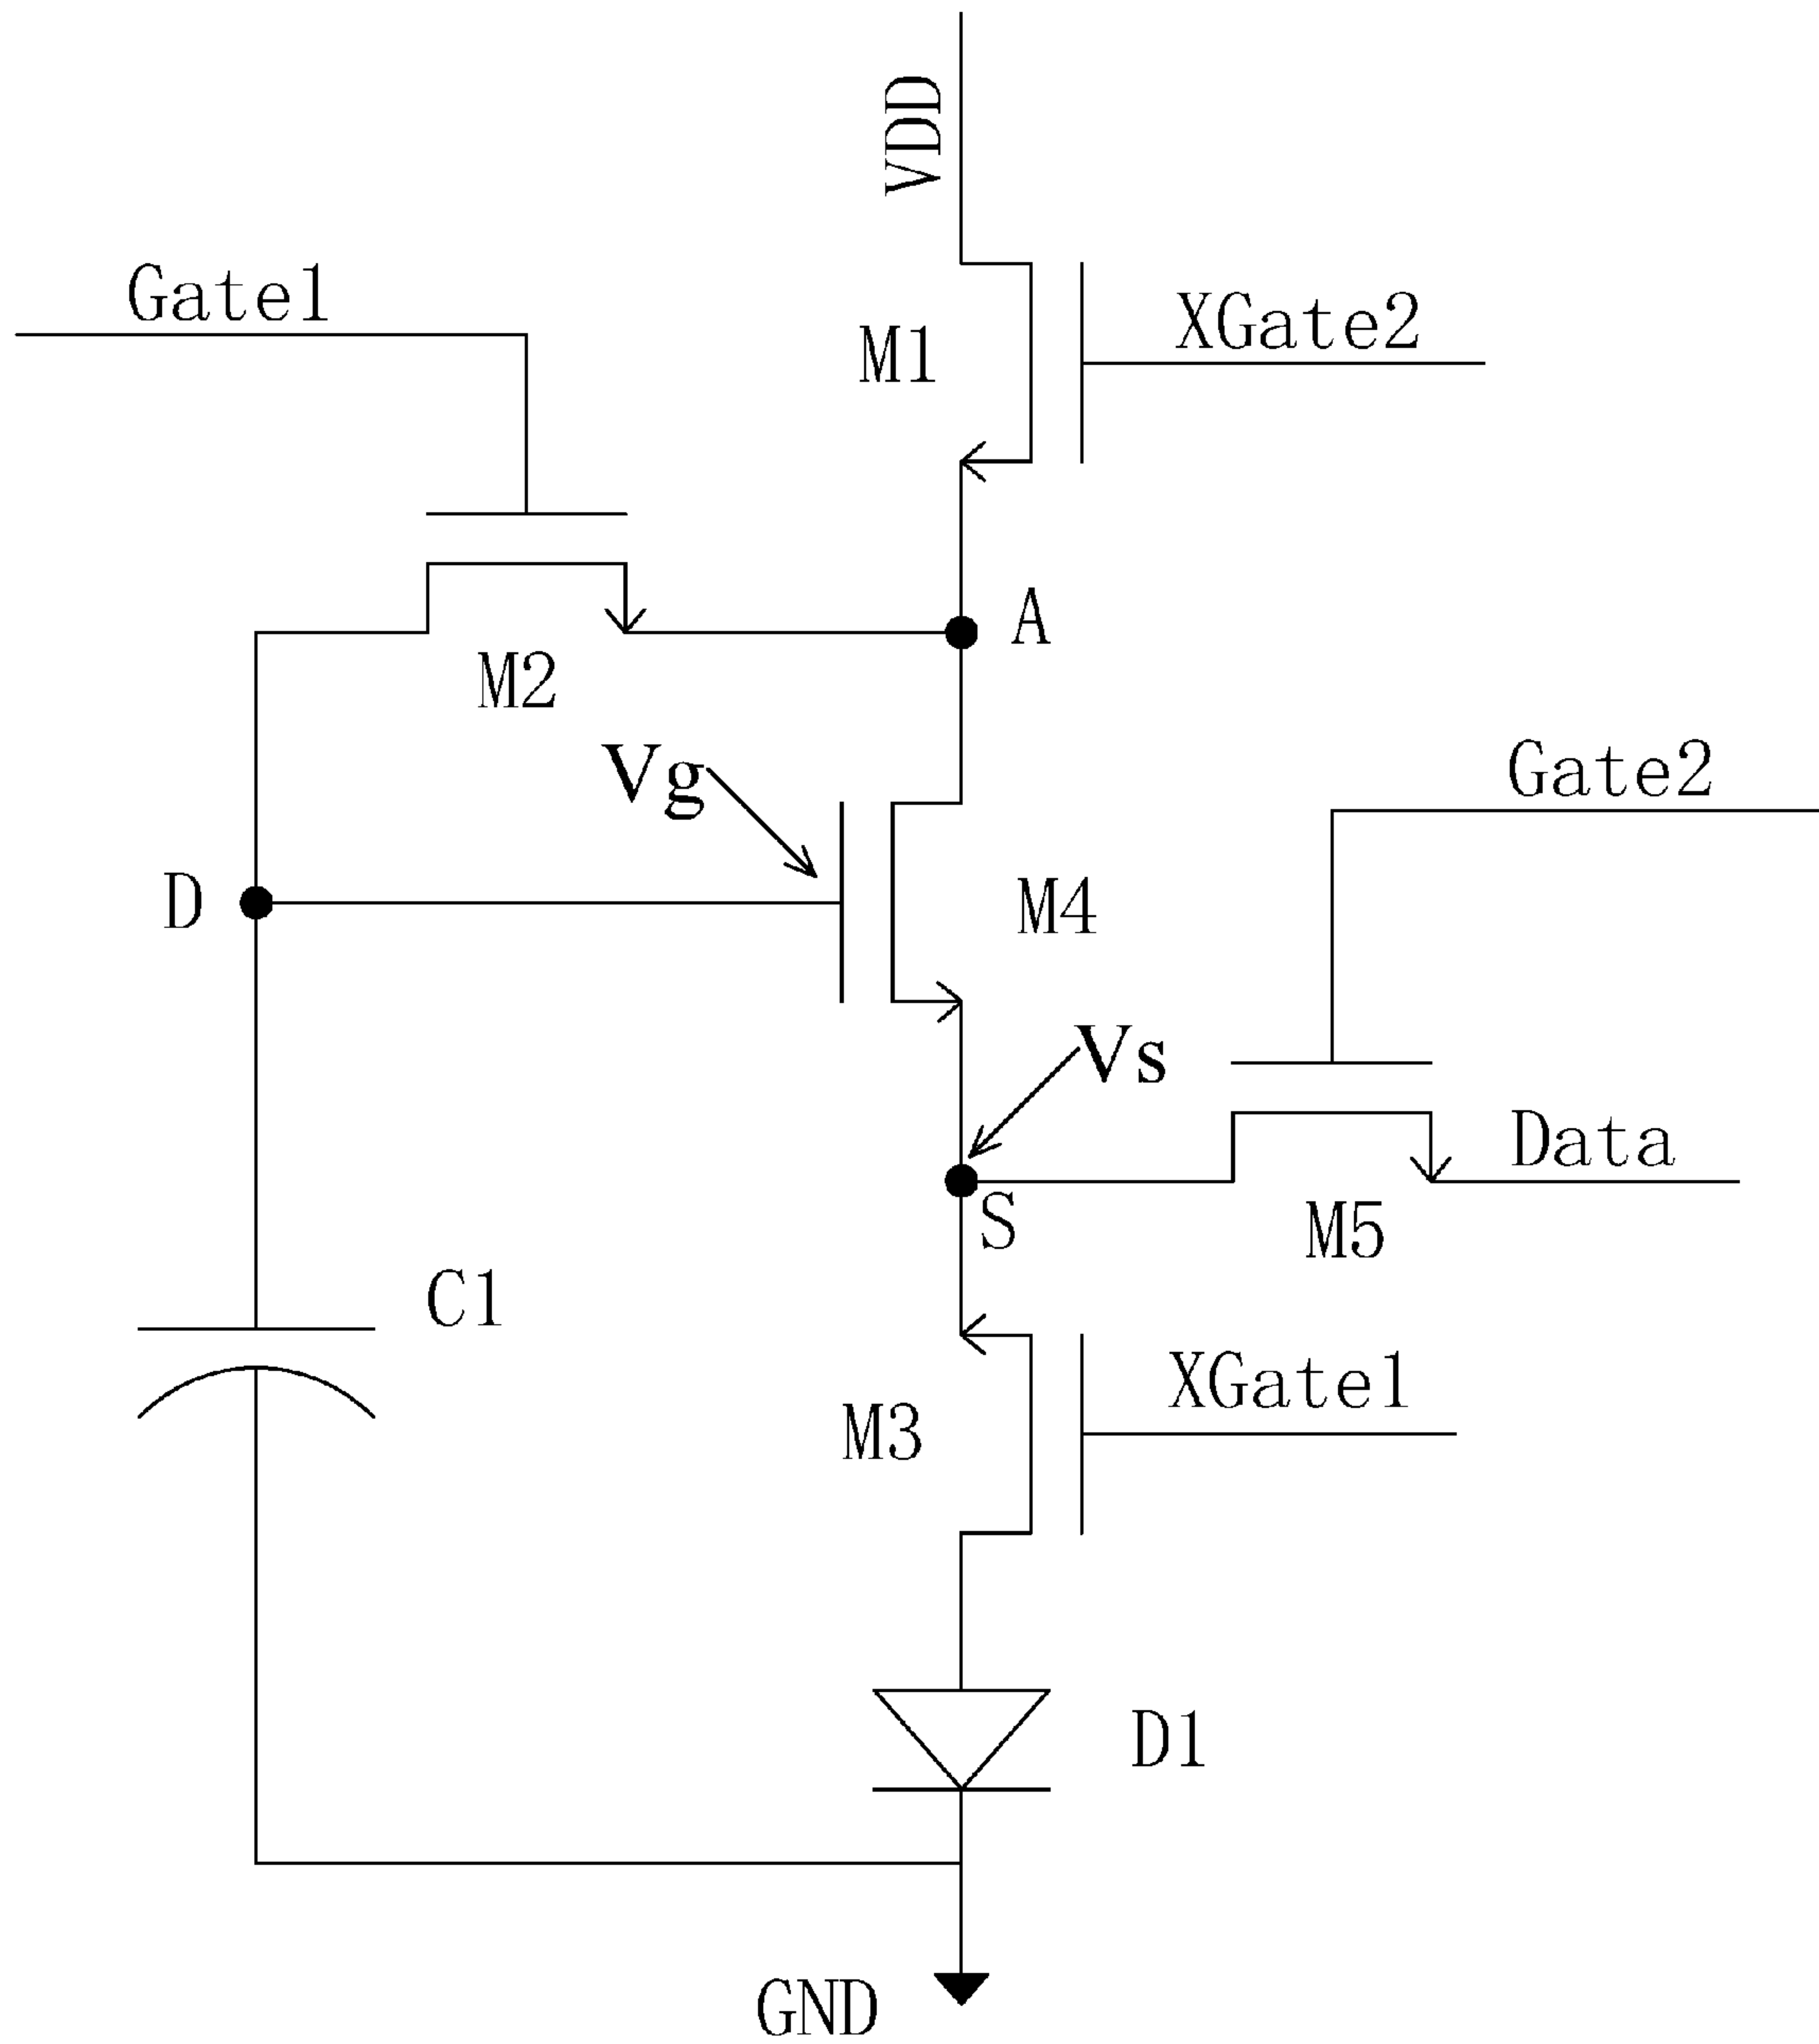 VDD
Gate1
XGate2
M1
A
M2
Vg
Gate2
D
M4
Vs
Data
S
M5
C1
XGate1
M3
D1
GND